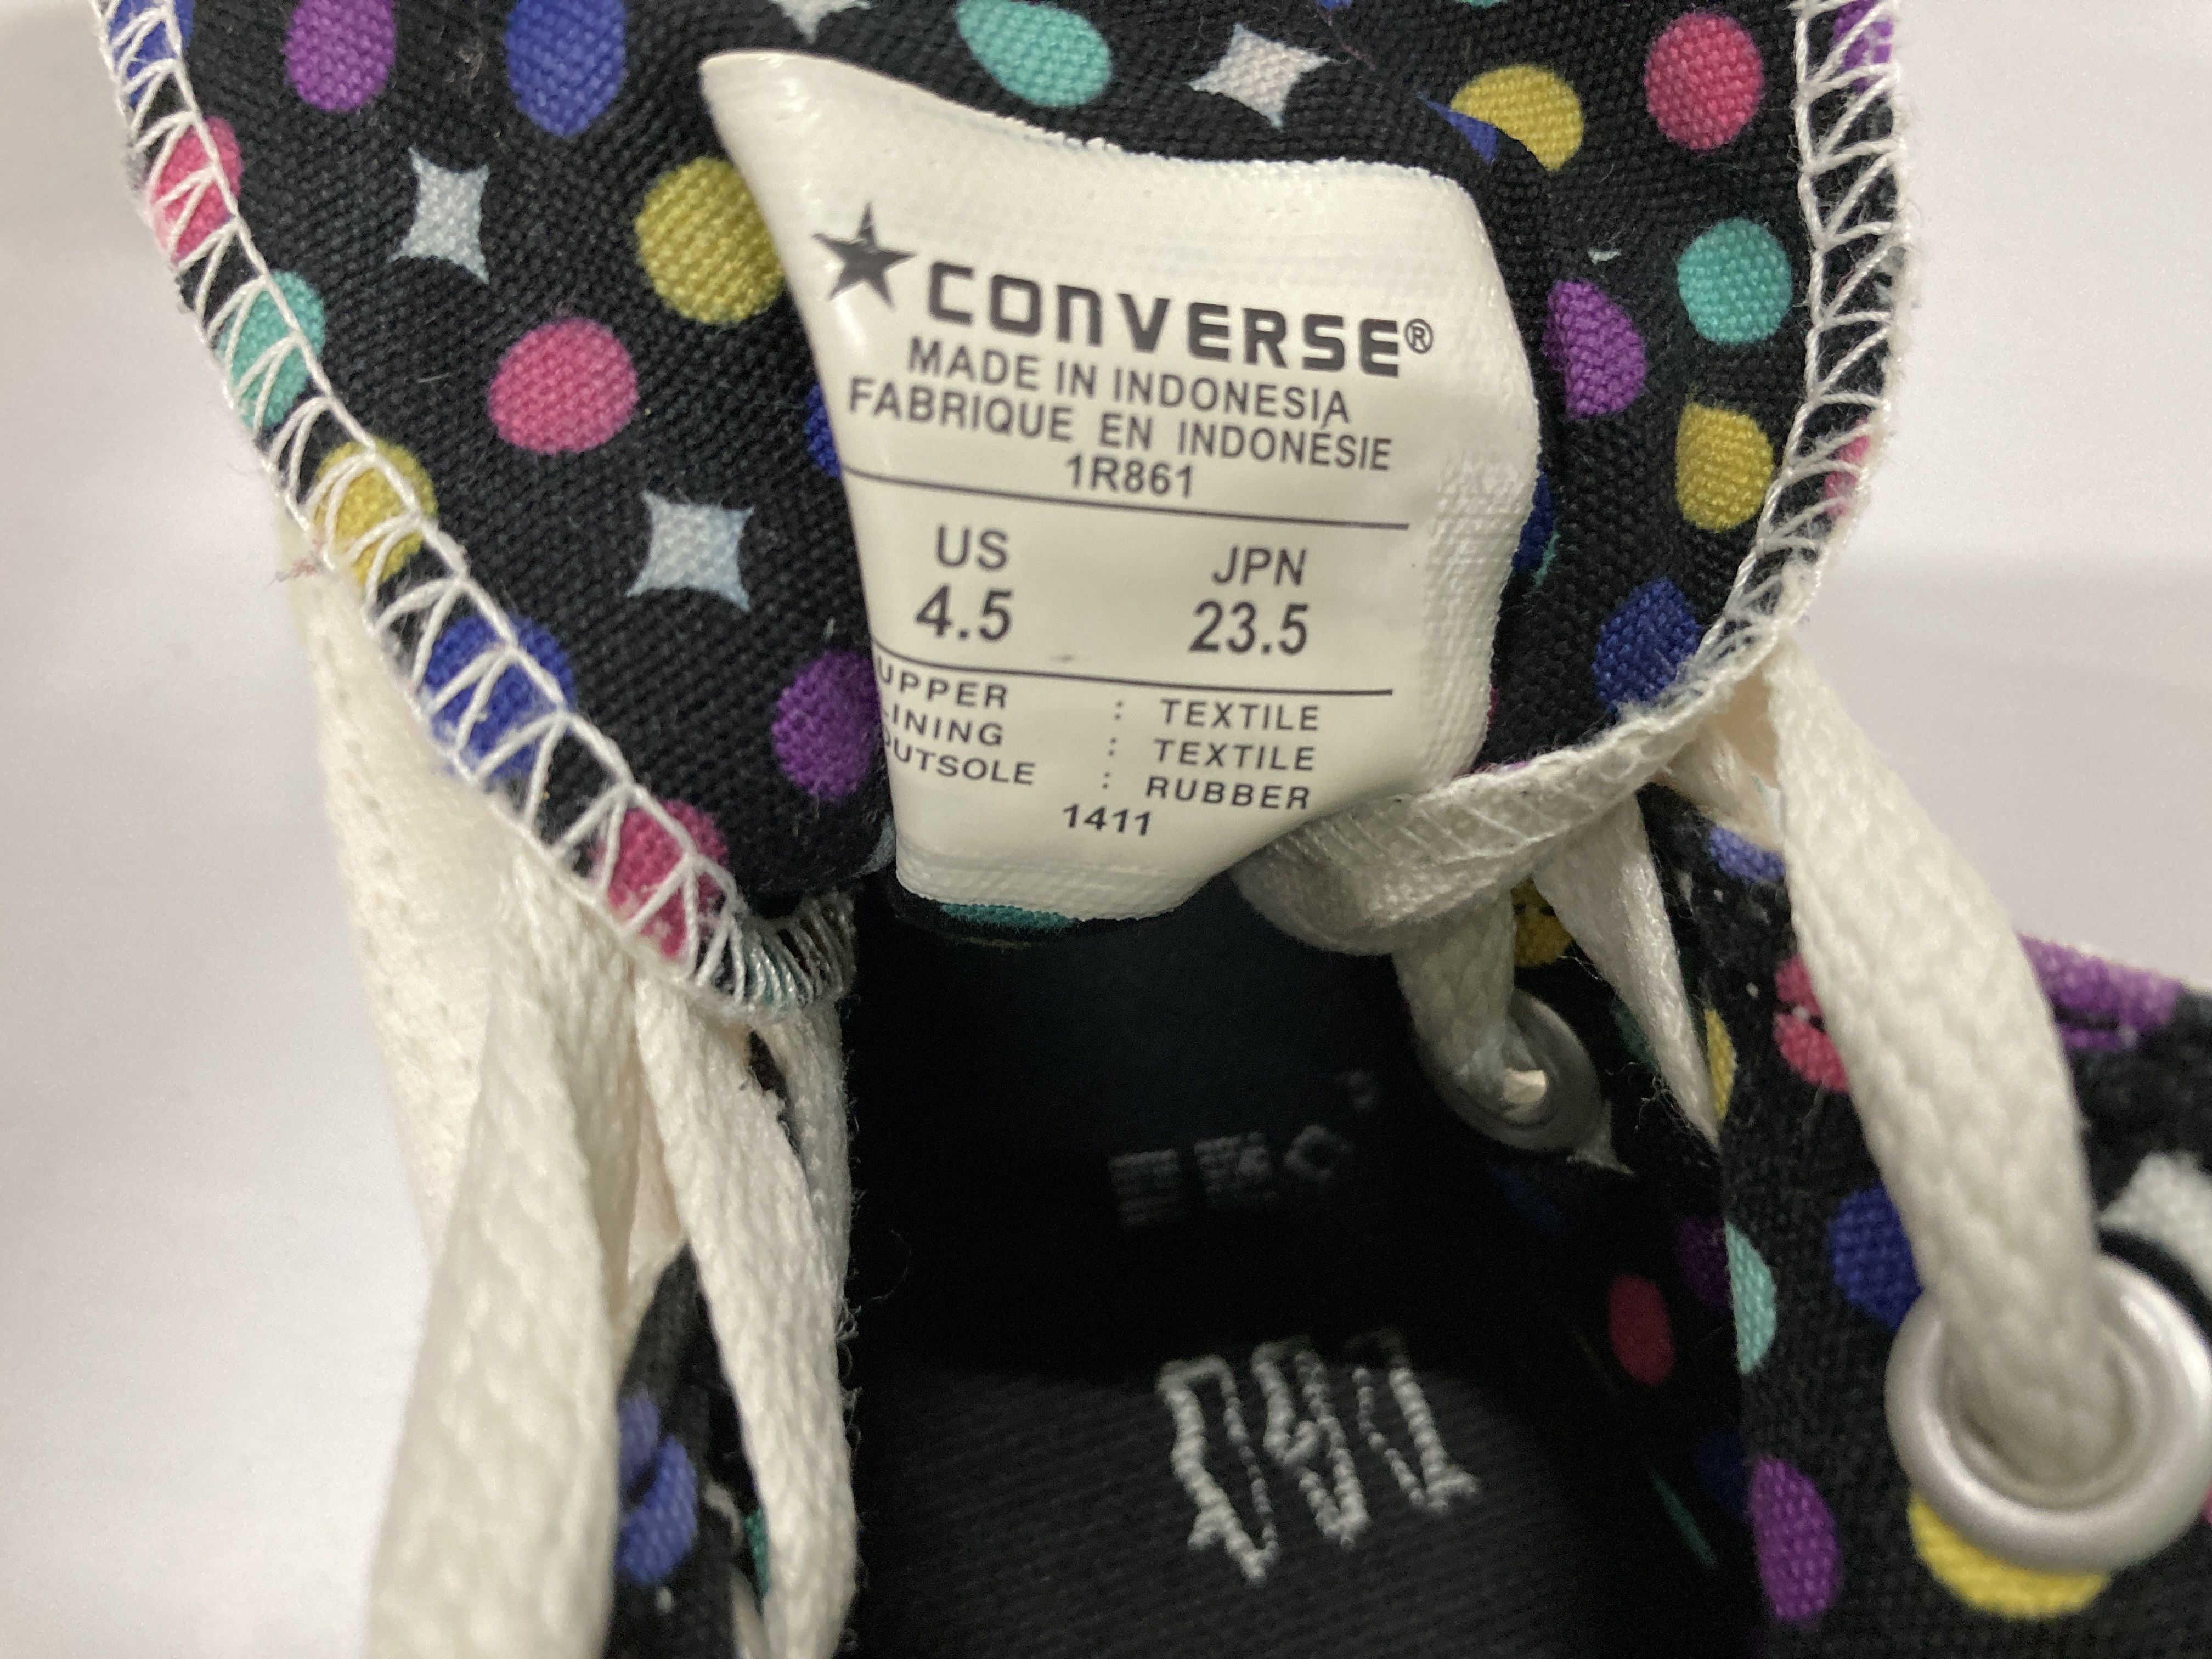 CONVERSE®
MADE IN INDONESIA
FABRIQUE EN INDONÉSIE
1R861
US JPN
4.5 23.5
UPPER : TEXTILE
LINING : TEXTILE
OUTSOLE : RUBBER
1411